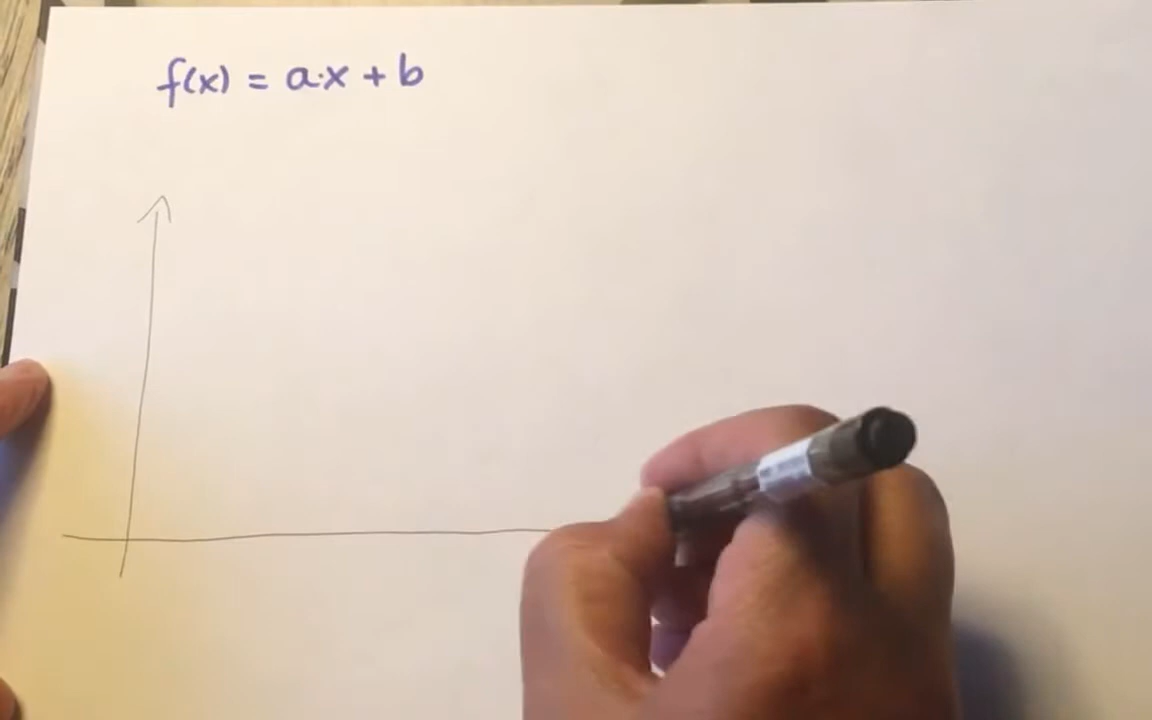 f(x) = a·x + b